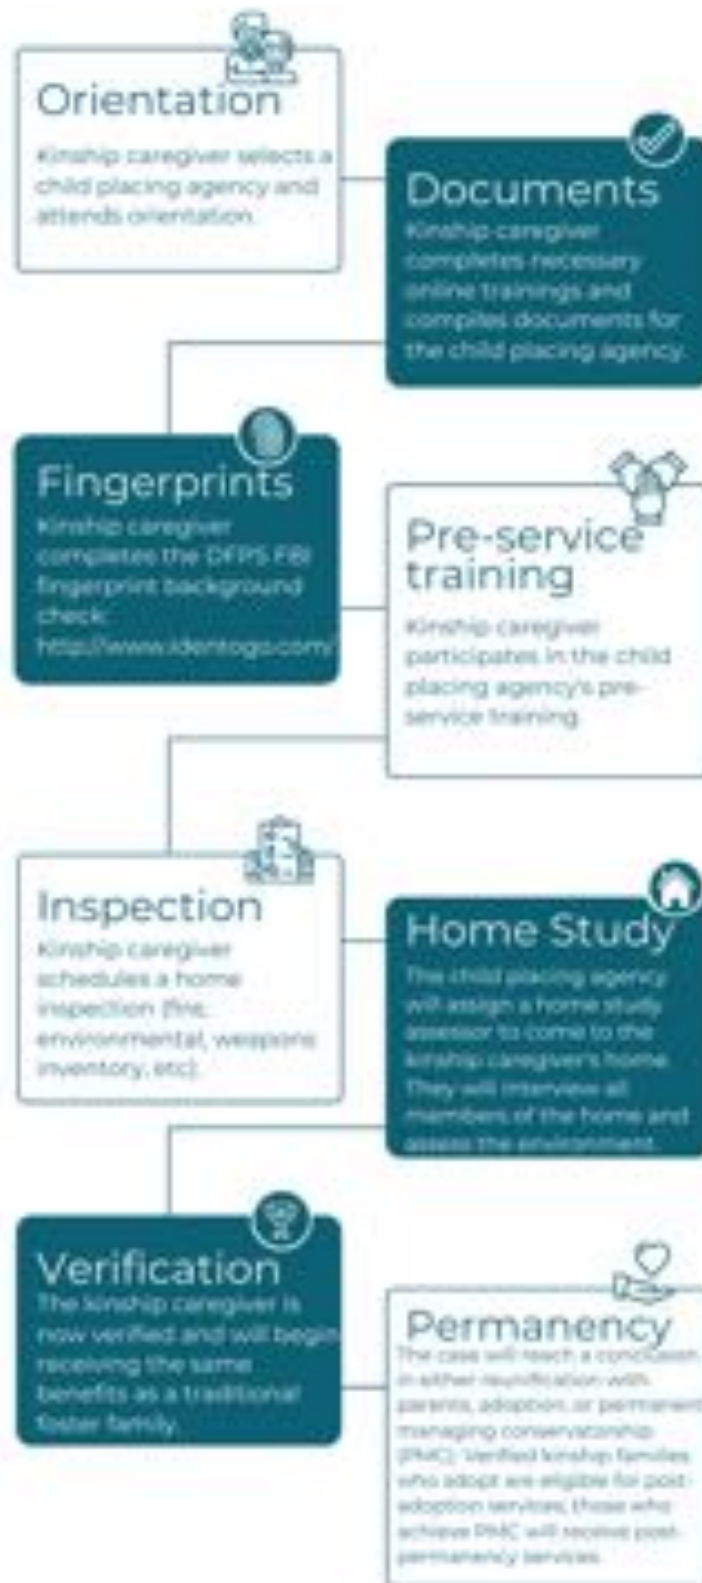 Orientation
Kinship caregiver selects a
child placing agency and
attends orientation.
Documents
Kinship caregiver
completes necessary
online trainings and
compiles documents for
the child placing agency.
Fingerprints
Kinship caregiver
completes the DFPS FBI
fingerprint background
check:
http://www.identogo.com/
Pre-service
training
Kinship caregiver
participates in the child
placing agency's pre-
service training.
Inspection
Kinship caregiver
schedules a home
inspection (fire,
environmental, weapons
inventory, etc).
Home Study
The child placing agency
will assign a home study
assessor to come to the
kinship caregiver's home.
They will interview all
members of the home and
assess the environment.
Verification
The kinship caregiver is
now verified and will begin
receiving the same
benefits as a traditional
foster family.
Permanency
The case will reach a conclusion
in either reunification with
parents, adoption, or permanent
managing conservatorship
(PMC). Verified kinship families
who adopt are eligible for post-
adoption services; those who
achieve PMC will receive post-
permanency services.